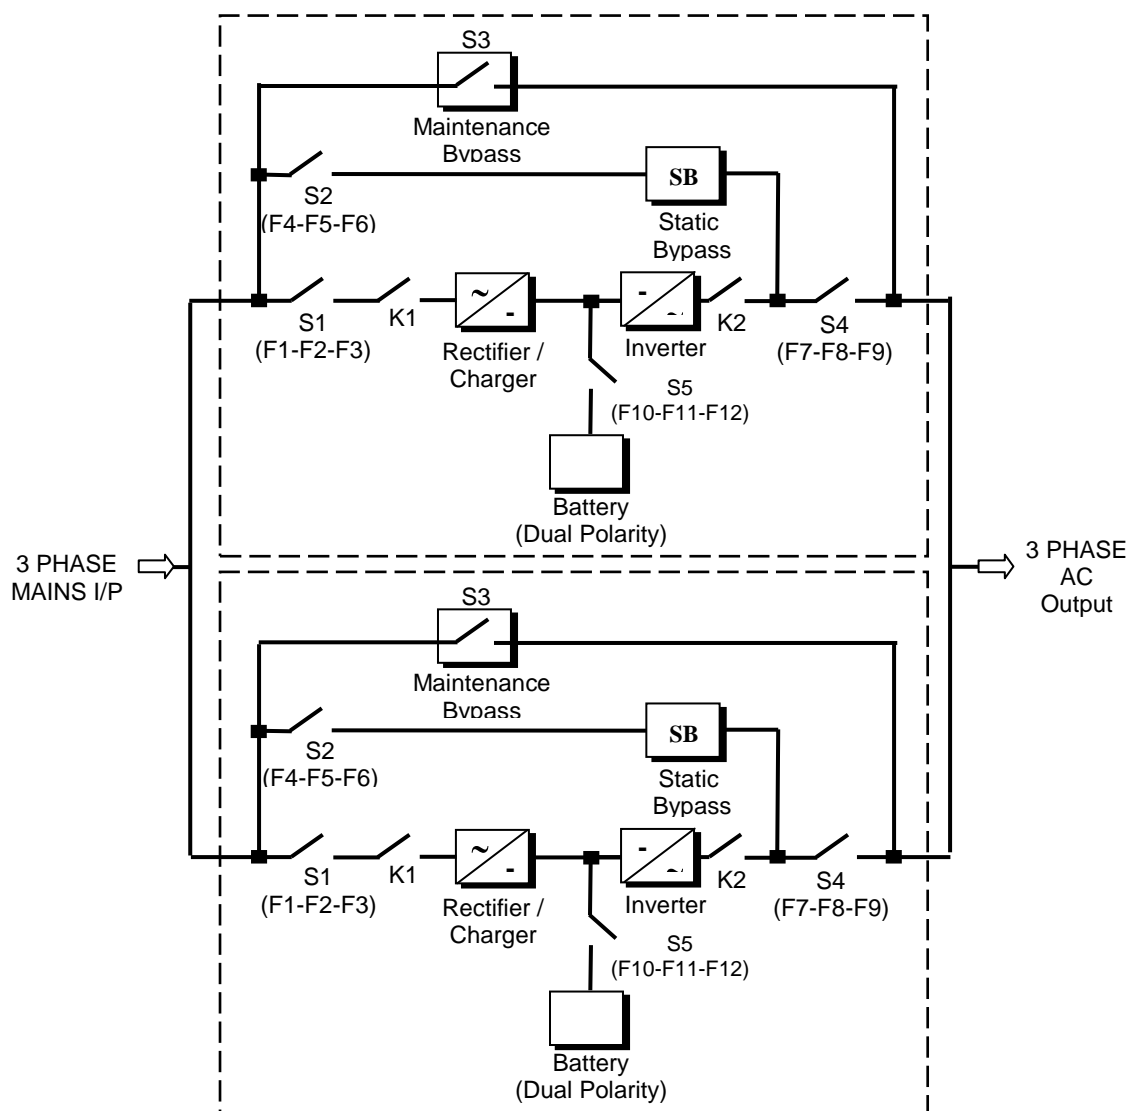 S3
Maintenance
Bypass
SB
S2
(F4-F5-F6)
Static
Bypass
~
-
-
~
S1
(F1-F2-F3)
K1
Rectifier /
Charger
Inverter
K2
S4
(F7-F8-F9)
S5
(F10-F11-F12)
Battery
(Dual Polarity)
3 PHASE
MAINS I/P
3 PHASE
AC
Output
S3
Maintenance
Bypass
SB
S2
(F4-F5-F6)
Static
Bypass
~
-
-
~
S1
(F1-F2-F3)
K1
Rectifier /
Charger
Inverter
K2
S4
(F7-F8-F9)
S5
(F10-F11-F12)
Battery
(Dual Polarity)